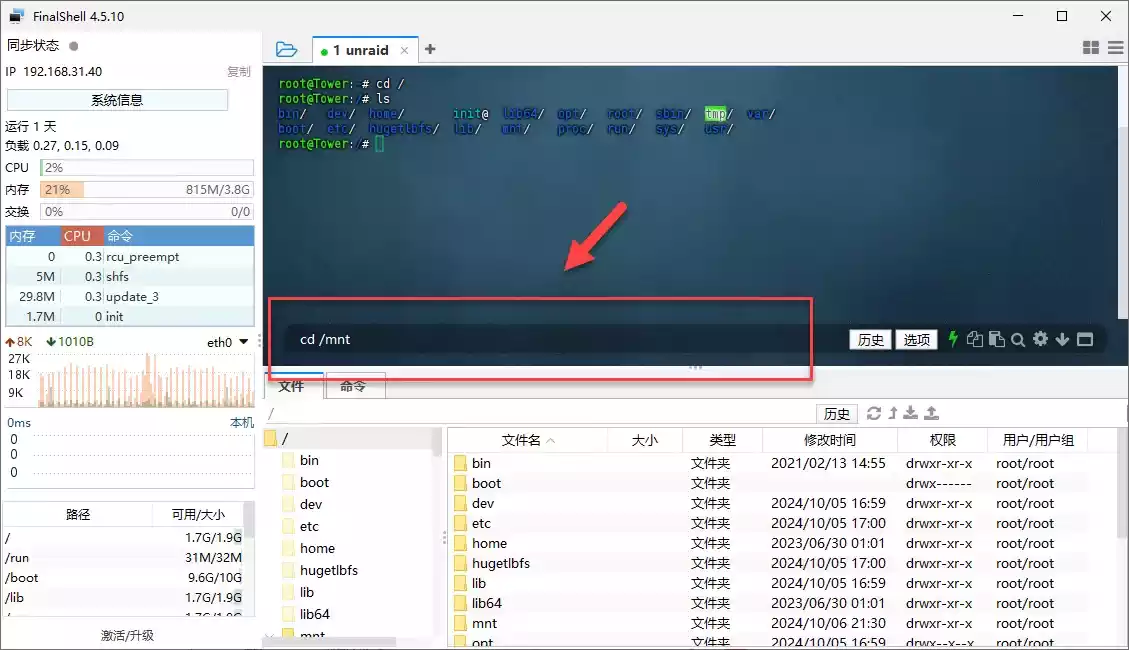 FinalShell 4.5.10
同步状态
IP 192.168.31.40 复制
系统信息
运行 1 天
负载 0.27, 0.15, 0.09
CPU 2%
内存 21% 815M/3.8G
交换 0% 0/0
内存 CPU 命令
0 0.3 rcu_preempt
5M 0.3 shfs
29.8M 0.3 update_3
1.7M 0 init
8K 1010B eth0
27K
18K
9K
0ms 本机
0
0
0
路径 可用/大小
/ 1.7G/1.9G
/run 31M/32M
/boot 9.6G/10G
/lib 1.7G/1.9G
激活/升级
1 unraid
root@Tower: # cd /
root@Tower:/# ls
bin/ dev/ home/ init@ lib64/ opt/ root/ sbin/ tmp/ var/
boot/ etc/ hugetlbfs/ lib/ mnt/ proc/ run/ sys/ usr/
root@Tower:/#
cd /mnt 历史 选项
文件 命令
/ 历史
/
bin
boot
dev
etc
home
hugetlbfs
lib
lib64
mnt
文件名 大小 类型 修改时间 权限 用户/用户组
bin 文件夹 2021/02/13 14:55 drwxr-xr-x root/root
boot 文件夹 drwx------ root/root
dev 文件夹 2024/10/05 16:59 drwxr-xr-x root/root
etc 文件夹 2024/10/05 17:00 drwxr-xr-x root/root
home 文件夹 2023/06/30 01:01 drwxr-xr-x root/root
hugetlbfs 文件夹 2024/10/05 17:00 drwxr-xr-x root/root
lib 文件夹 2024/10/05 16:59 drwxr-xr-x root/root
lib64 文件夹 2023/06/30 01:01 drwxr-xr-x root/root
mnt 文件夹 2024/10/06 21:30 drwxr-xr-x root/root
opt 文件夹 2024/10/05 16:59 drwx--x--x root/root